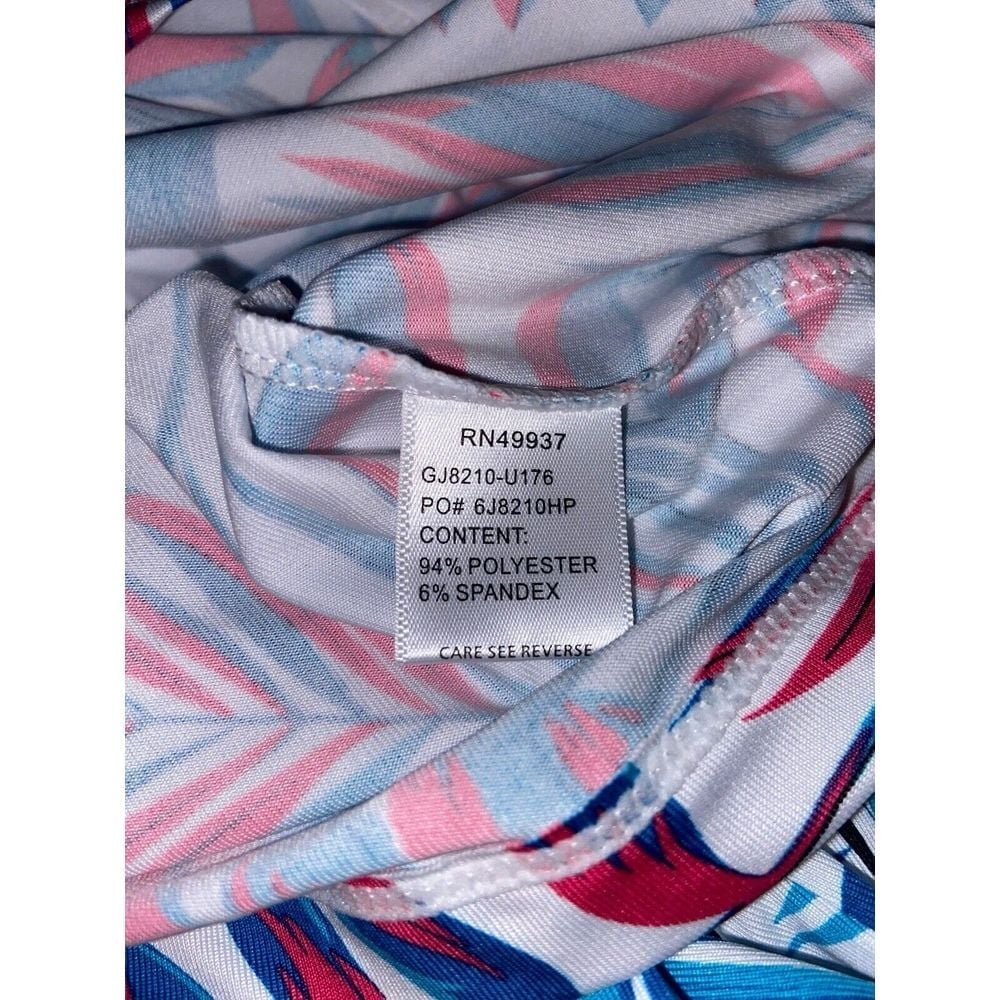 RN49937
GJ8210-U176
PO# 6J8210HP
CONTENT:
94% POLYESTER
6% SPANDEX
CARE SEE REVERSE